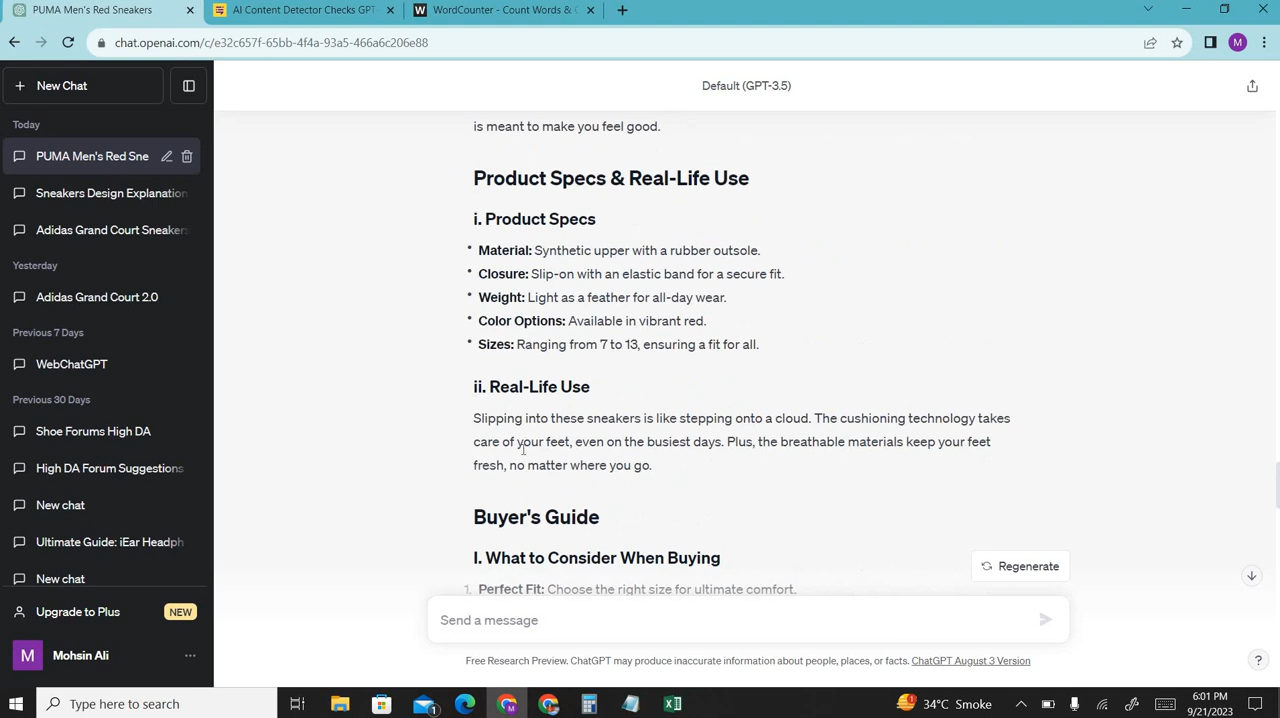 PUMA Men's Red Sneakers
AI Content Detector Checks GPT-
WordCounter - Count Words & C
chat.openai.com/c/e32c657f-65bb-4f4a-93a5-466a6c206e88
M
New Chat
Default (GPT-3.5)
Today
PUMA Men's Red Sne
Sneakers Design Explanation
Adidas Grand Court Sneakers
Yesterday
Adidas Grand Court 2.0
Previous 7 Days
WebChatGPT
Previous 30 Days
Shoe Forums High DA
High DA Forum Suggestions
New chat
Ultimate Guide: iEar Headph
New chat
Upgrade to Plus NEW
M Mohsin Ali
is meant to make you feel good.
Product Specs & Real-Life Use
i. Product Specs
• Material: Synthetic upper with a rubber outsole.
• Closure: Slip-on with an elastic band for a secure fit.
• Weight: Light as a feather for all-day wear.
• Color Options: Available in vibrant red.
• Sizes: Ranging from 7 to 13, ensuring a fit for all.
ii. Real-Life Use
Slipping into these sneakers is like stepping onto a cloud. The cushioning technology takes
care of your feet, even on the busiest days. Plus, the breathable materials keep your feet
fresh, no matter where you go.
Buyer's Guide
I. What to Consider When Buying
1. Perfect Fit: Choose the right size for ultimate comfort.
Regenerate
Send a message
Free Research Preview. ChatGPT may produce inaccurate information about people, places, or facts. ChatGPT August 3 Version
?
Type here to search
34°C Smoke
6:01 PM
9/21/2023